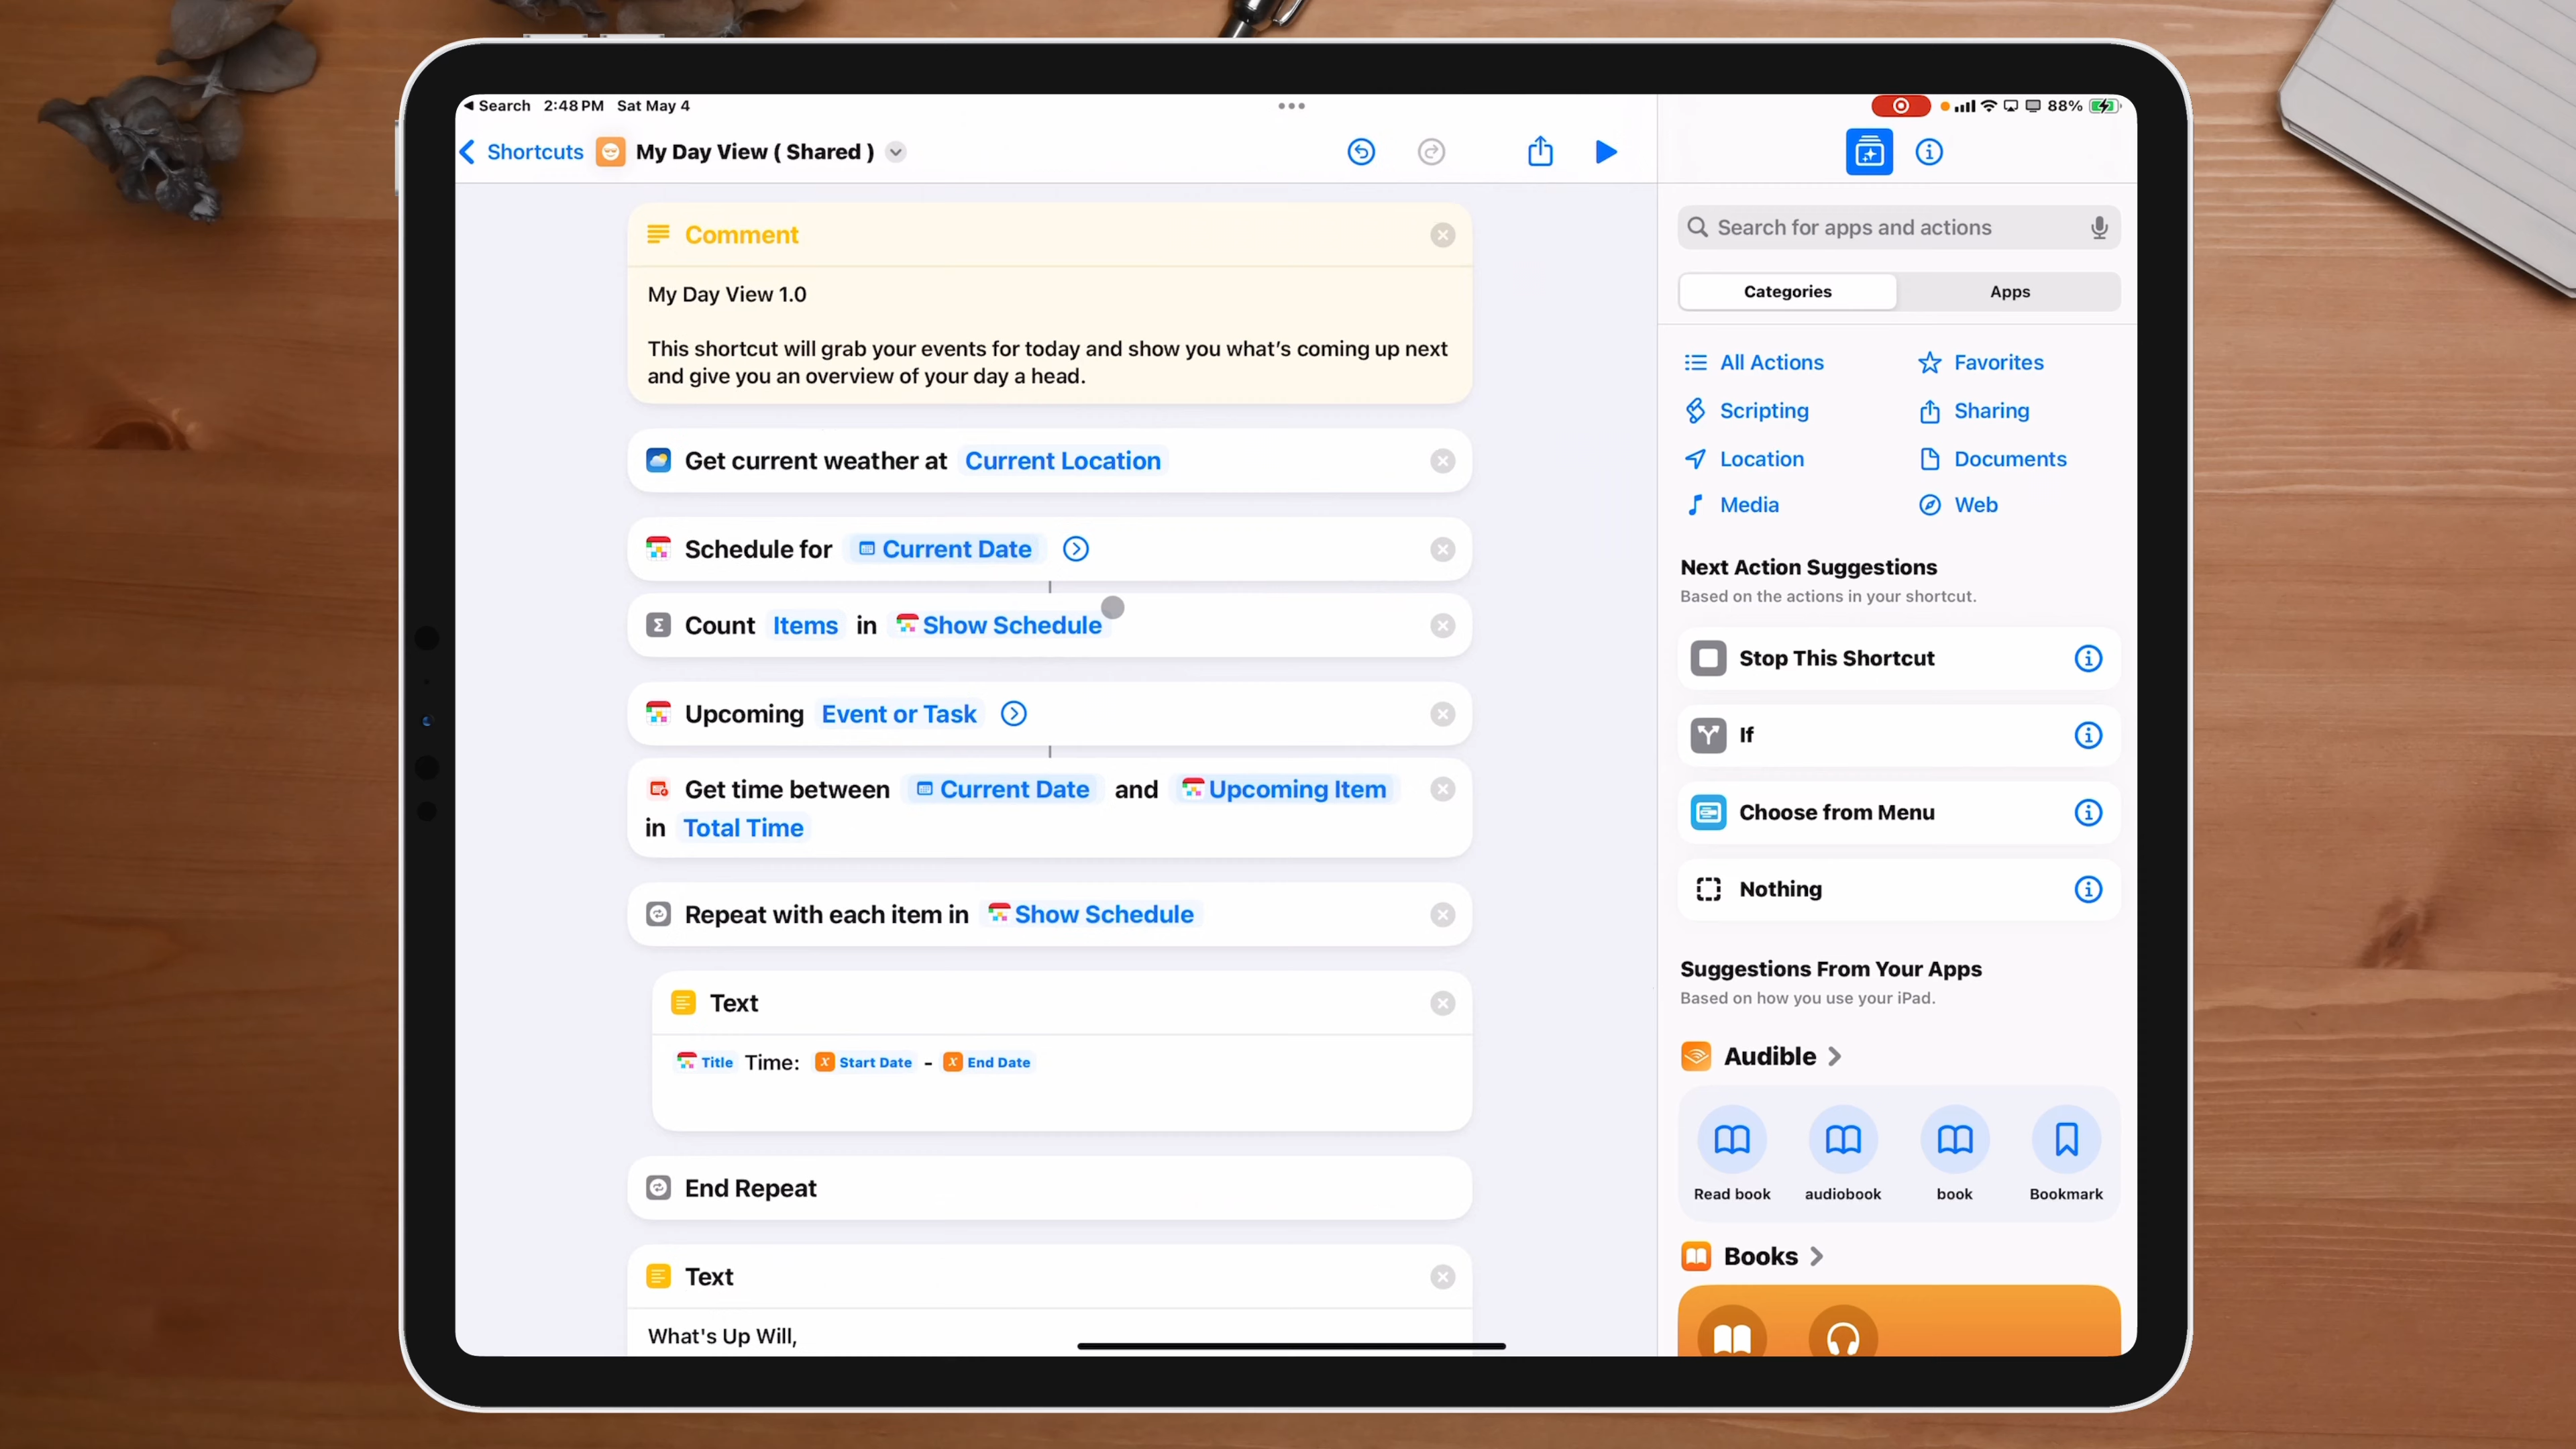 Search 2:48 PM Sat May 4
88%
Shortcuts My Day View ( Shared )
Comment
My Day View 1.0
This shortcut will grab your events for today and show you what's coming up next
and give you an overview of your day a head.
Get current weather at Current Location
Schedule for Current Date
Count Items in Show Schedule
Upcoming Event or Task
Get time between Current Date and Upcoming Item
in Total Time
Repeat with each item in Show Schedule
Text
Title Time: Start Date - End Date
End Repeat
Text
What's Up Will,
Search for apps and actions
Categories Apps
All Actions Favorites
Scripting Sharing
Location Documents
Media Web
Next Action Suggestions
Based on the actions in your shortcut.
Stop This Shortcut
If
Choose from Menu
Nothing
Suggestions From Your Apps
Based on how you use your iPad.
Audible
Read book audiobook book Bookmark
Books